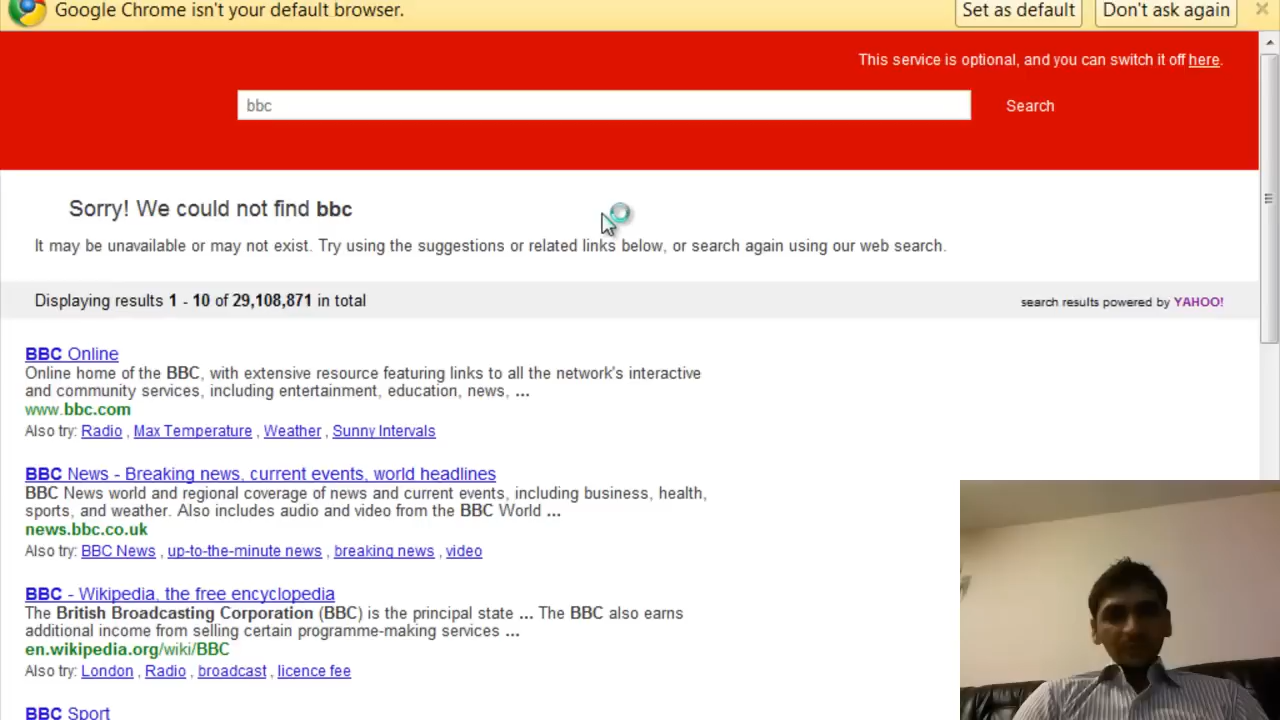 Google Chrome isn't your default browser.
Set as default
Don't ask again
This service is optional, and you can switch it off here.
bbc
Search
Sorry! We could not find bbc
It may be unavailable or may not exist. Try using the suggestions or related links below, or search again using our web search.
Displaying results 1 - 10 of 29,108,871 in total
search results powered by YAHOO!
BBC Online
Online home of the BBC, with extensive resource featuring links to all the network's interactive
and community services, including entertainment, education, news, ...
www.bbc.com
Also try: Radio , Max Temperature , Weather , Sunny Intervals
BBC News - Breaking news, current events, world headlines
BBC News world and regional coverage of news and current events, including business, health,
sports, and weather. Also includes audio and video from the BBC World ...
news.bbc.co.uk
Also try: BBC News , up-to-the-minute news , breaking news , video
BBC - Wikipedia, the free encyclopedia
The British Broadcasting Corporation (BBC) is the principal state ... The BBC also earns
additional income from selling certain programme-making services ...
en.wikipedia.org/wiki/BBC
Also try: London , Radio , broadcast , licence fee
BBC Sport